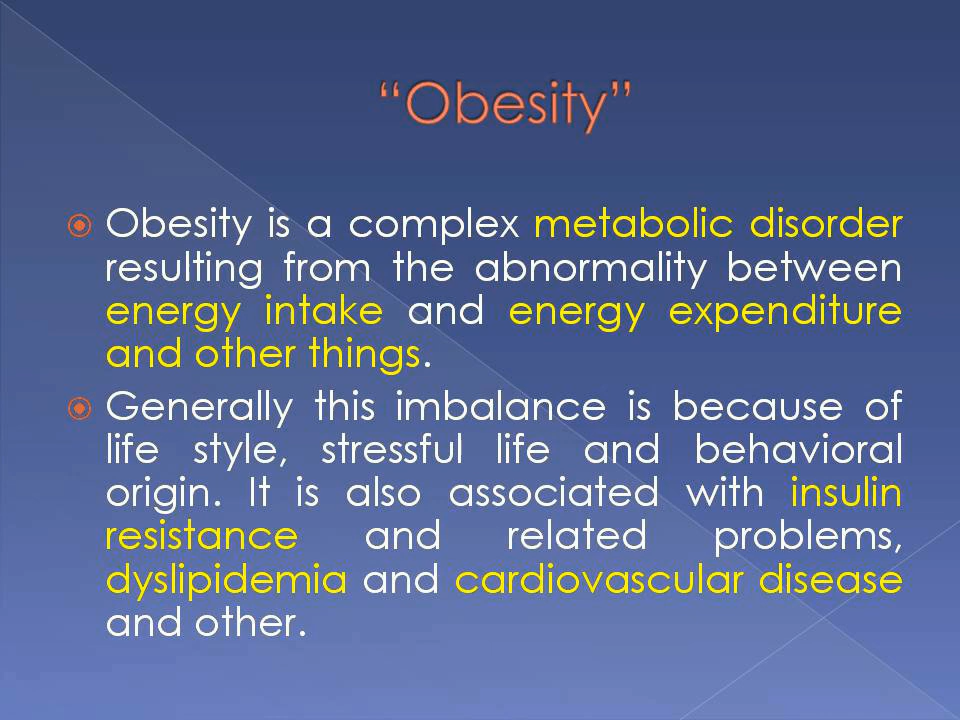 “Obesity”
Obesity is a complex metabolic disorder
resulting from the abnormality between
energy intake and energy expenditure
and other things.
Generally this imbalance is because of
life style, stressful life and behavioral
origin. It is also associated with insulin
resistance and related problems,
dyslipidemia and cardiovascular disease
and other.